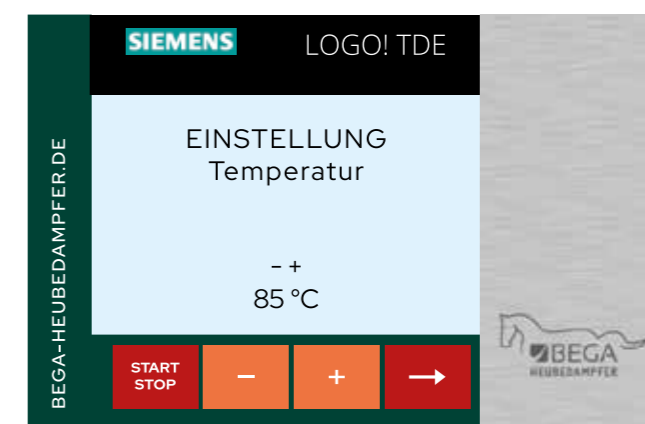 BEGA-HEUBEDAMPFER.DE
SIEMENS
LOGO! TDE
EINSTELLUNG
Temperatur
- +
85 °C
START
STOP
-
+
→
BEGA
HEUBEDAMPFER